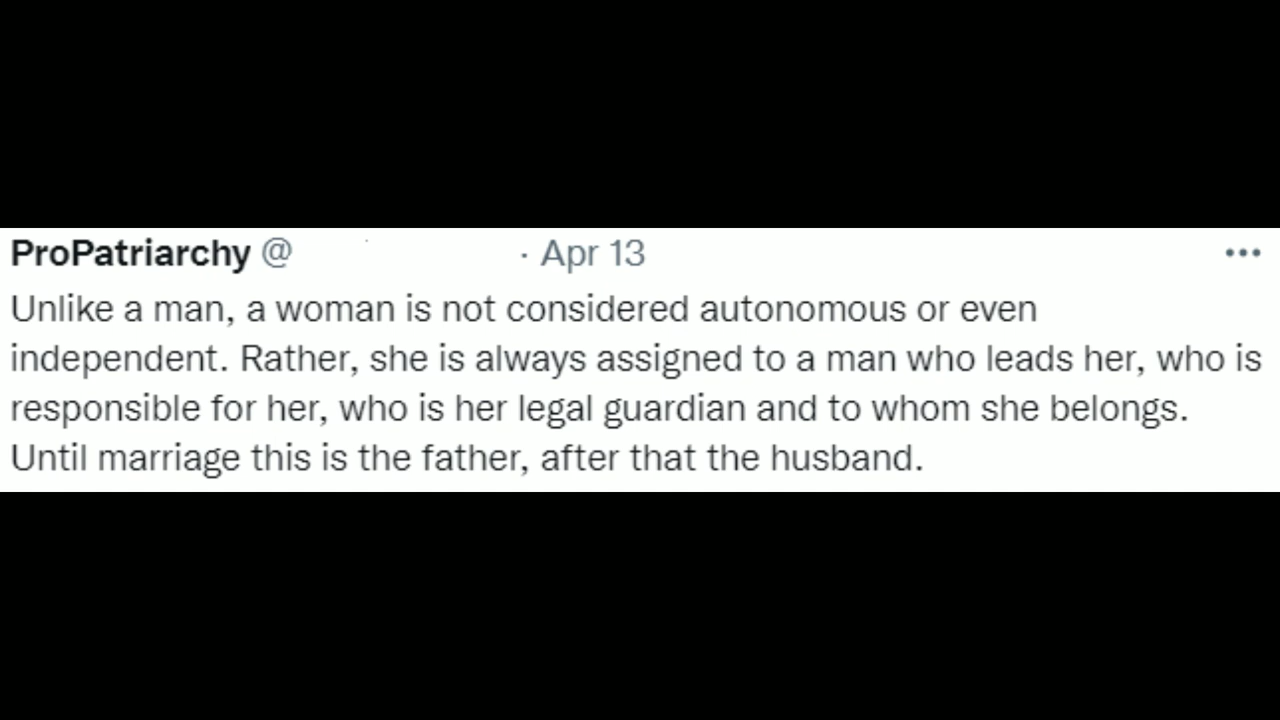 ProPatriarchy @ · Apr 13 •••
Unlike a man, a woman is not considered autonomous or even
independent. Rather, she is always assigned to a man who leads her, who is
responsible for her, who is her legal guardian and to whom she belongs.
Until marriage this is the father, after that the husband.